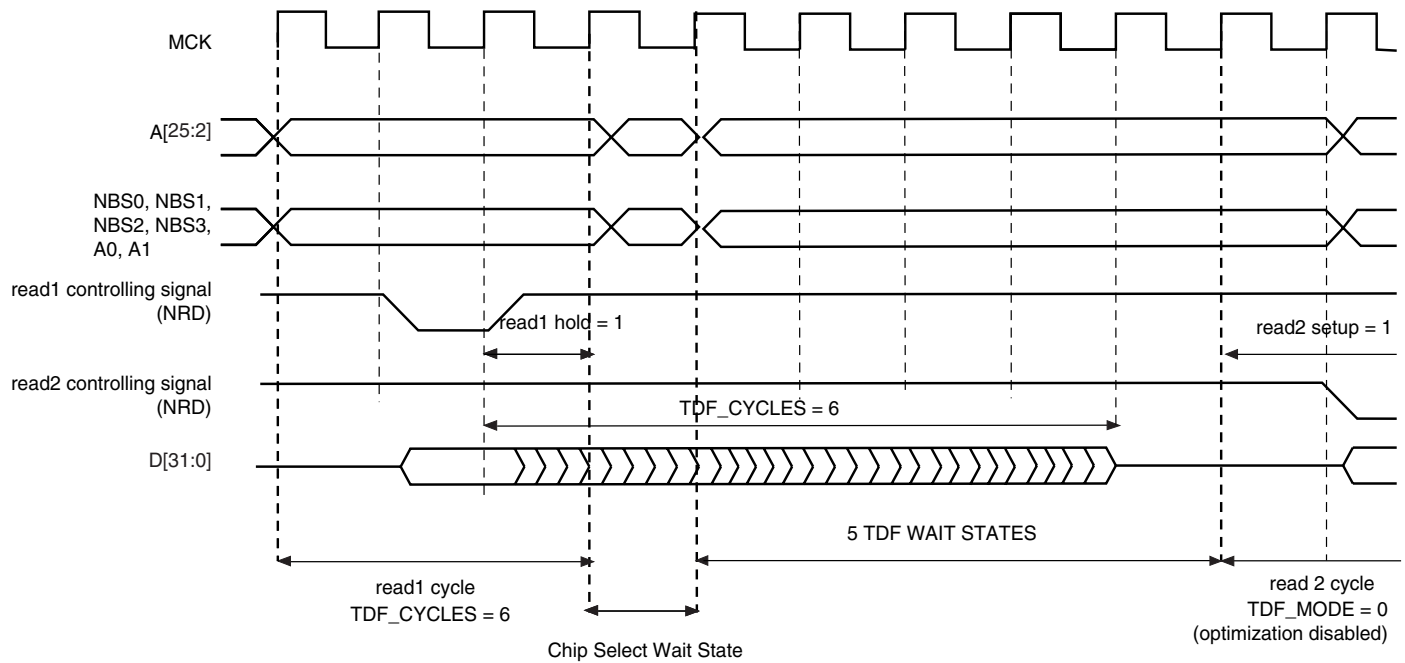 MCK
A[25:2]
NBS0, NBS1,
NBS2, NBS3,
A0, A1
read1 controlling signal
(NRD)
read1 hold = 1
read2 setup = 1
read2 controlling signal
(NRD)
TDF_CYCLES = 6
D[31:0]
5 TDF WAIT STATES
read1 cycle
TDF_CYCLES = 6
Chip Select Wait State
read 2 cycle
TDF_MODE = 0
(optimization disabled)